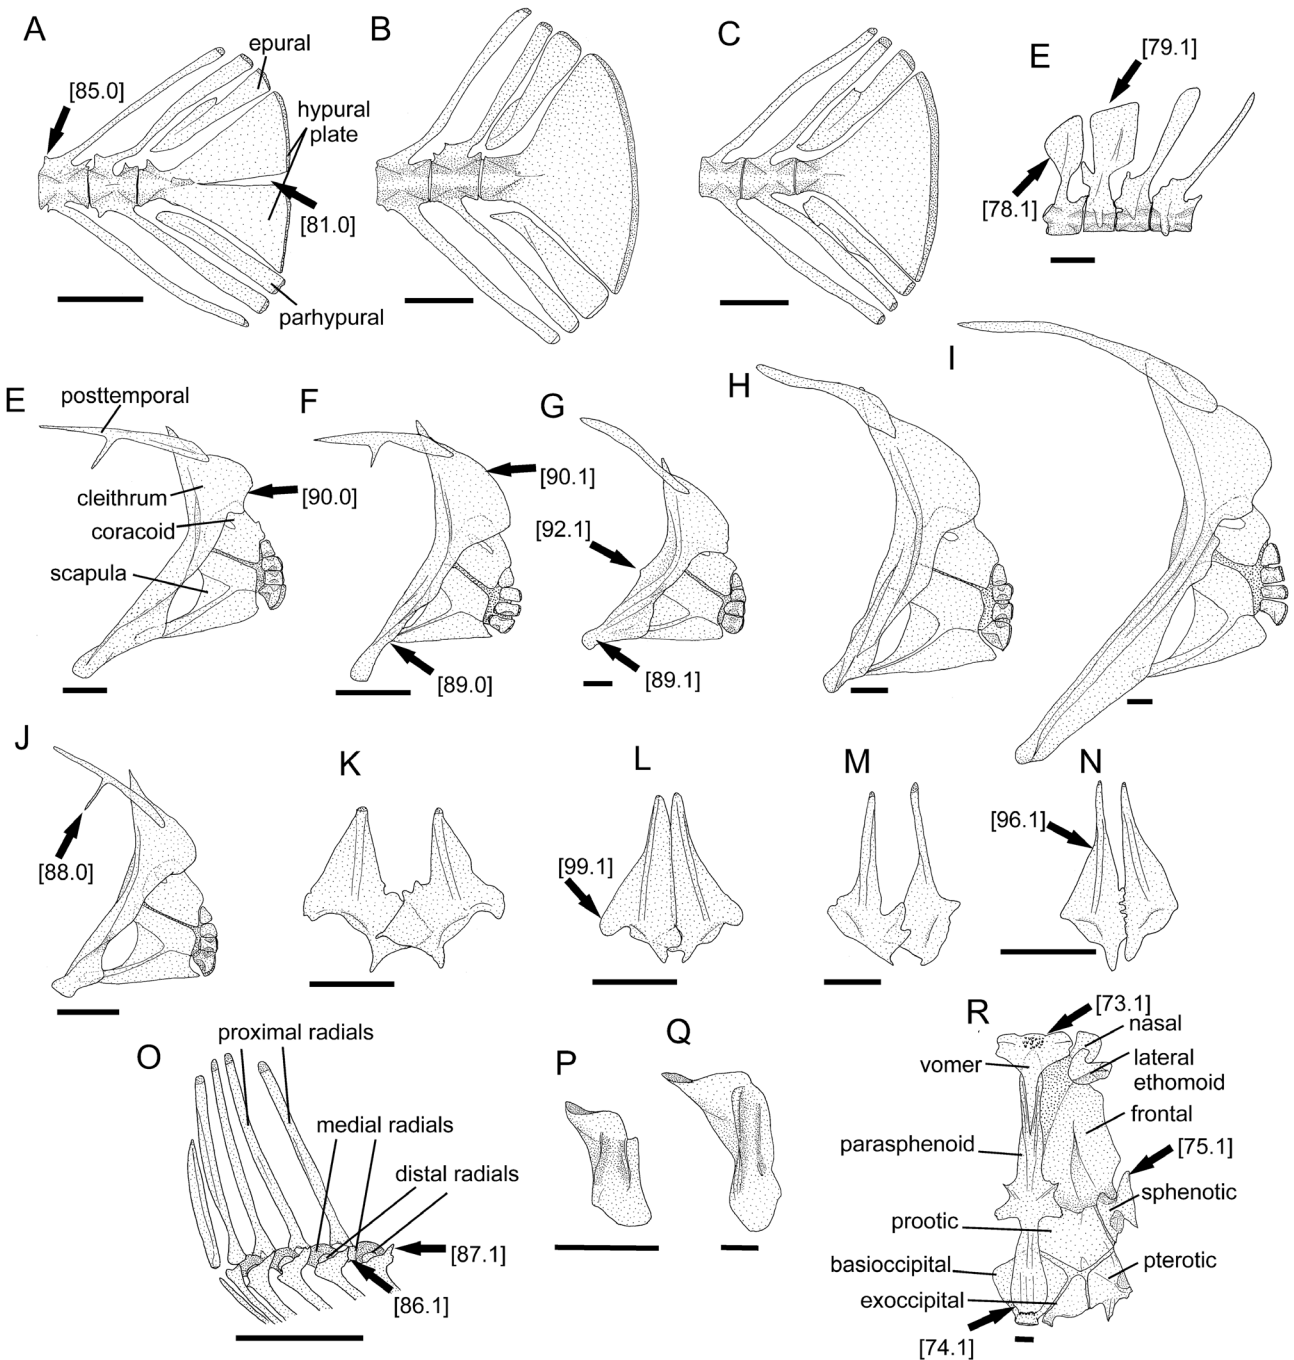 A
B
C
E
[79.1]
epural
[85.0]
hypural
plate
[78.1]
[81.0]
parhypural
E
posttemporal
F
G
H
I
cleithrum
[90.0]
[90.1]
coracoid
[92.1]
scapula
[89.0]
[89.1]
J
K
L
M
N
[88.0]
[99.1]
[96.1]
O
proximal radials
medial radials
distal radials
[87.1]
[86.1]
P
Q
R
[73.1]
nasal
vomer
lateral
ethomoid
frontal
parasphenoid
[75.1]
sphenotic
prootic
basioccipital
pterotic
exoccipital
[74.1]